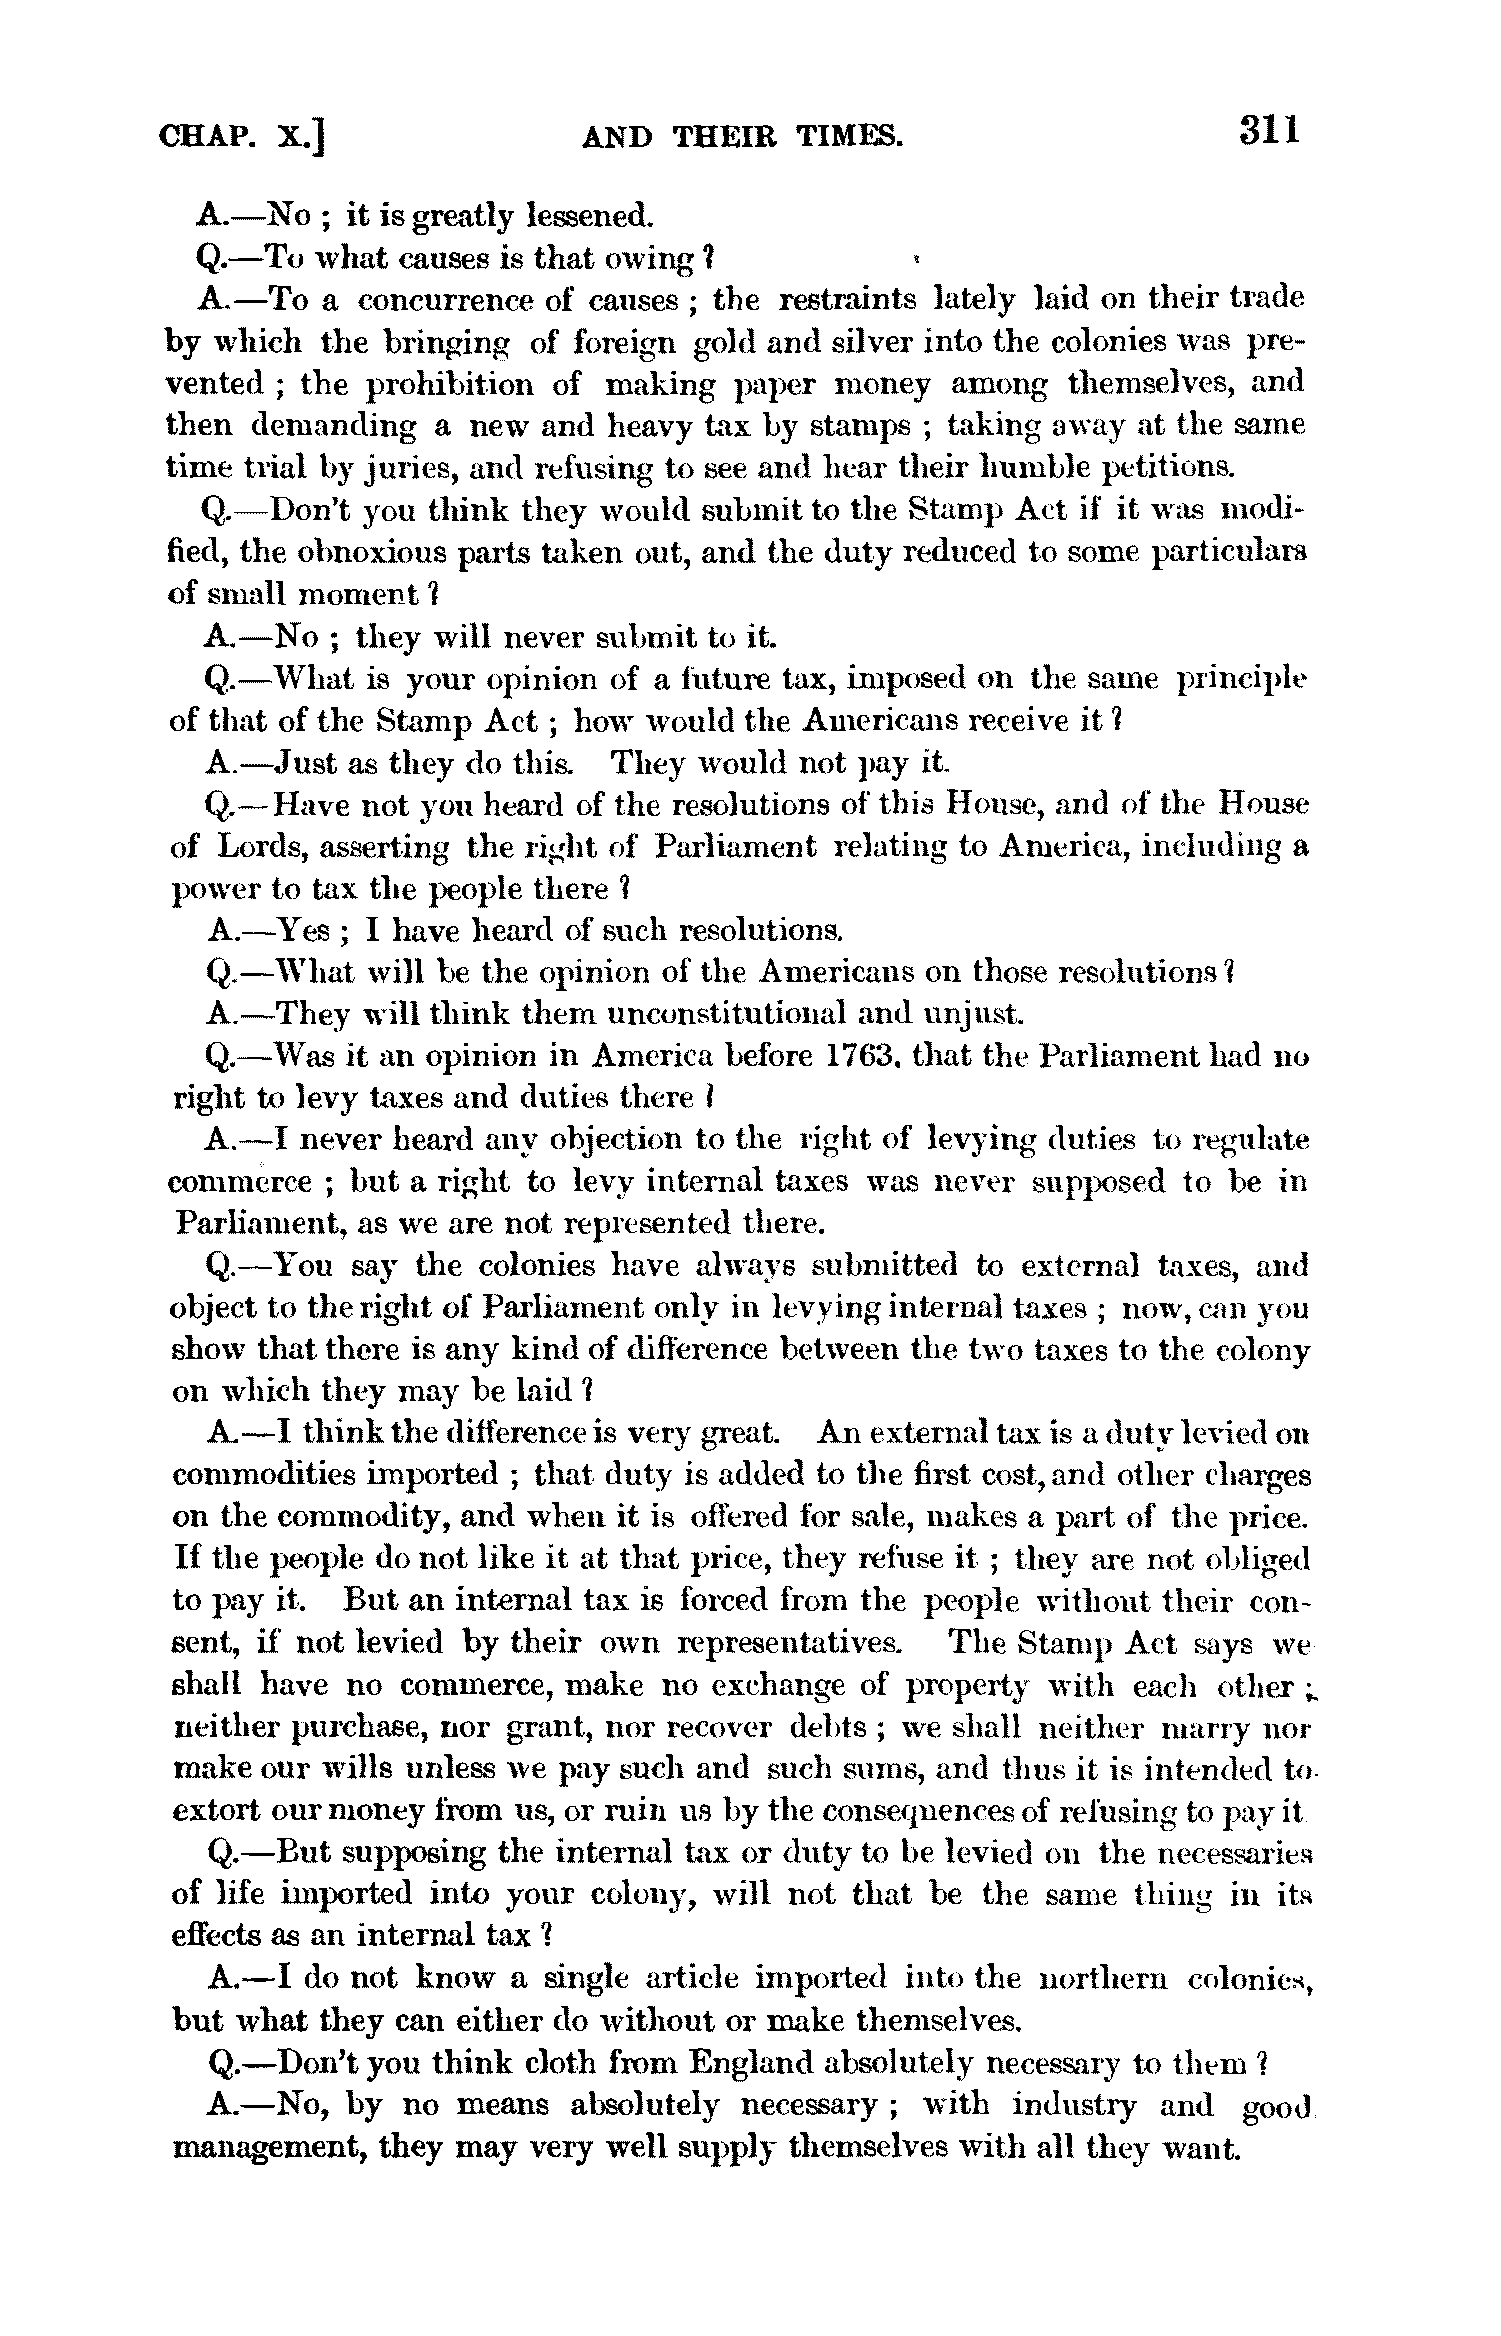 CHAP. X.] AND THEIR TIMES. 311
A.—No ; it is greatly lessened.
Q.—To what causes is that owing ?
A.—To a concurrence of causes ; the restraints lately laid on their trade
by which the bringing of foreign gold and silver into the colonies was pre-
vented ; the prohibition of making paper money among themselves, and
then demanding a new and heavy tax by stamps ; taking away at the same
time trial by juries, and refusing to see and hear their humble petitions.
Q.—Don't you think they would submit to the Stamp Act if it was modi-
fied, the obnoxious parts taken out, and the duty reduced to some particulars
of small moment ?
A.—No ; they will never submit to it.
Q.—What is your opinion of a future tax, imposed on the same principle
of that of the Stamp Act ; how would the Americans receive it ?
A.—Just as they do this. They would not pay it.
Q.—Have not you heard of the resolutions of this House, and of the House
of Lords, asserting the right of Parliament relating to America, including a
power to tax the people there ?
A.—Yes ; I have heard of such resolutions.
Q.—What will be the opinion of the Americans on those resolutions ?
A.—They will think them unconstitutional and unjust.
Q.—Was it an opinion in America before 1763, that the Parliament had no
right to levy taxes and duties there ?
A.—I never heard any objection to the right of levying duties to regulate
commerce ; but a right to levy internal taxes was never supposed to be in
Parliament, as we are not represented there.
Q.—You say the colonies have always submitted to external taxes, and
object to the right of Parliament only in levying internal taxes ; now, can you
show that there is any kind of difference between the two taxes to the colony
on which they may be laid ?
A.—I think the difference is very great. An external tax is a duty levied on
commodities imported ; that duty is added to the first cost, and other charges
on the commodity, and when it is offered for sale, makes a part of the price.
If the people do not like it at that price, they refuse it ; they are not obliged
to pay it. But an internal tax is forced from the people without their con-
sent, if not levied by their own representatives. The Stamp Act says we
shall have no commerce, make no exchange of property with each other ;
neither purchase, nor grant, nor recover debts ; we shall neither marry nor
make our wills unless we pay such and such sums, and thus it is intended to
extort our money from us, or ruin us by the consequences of refusing to pay it
Q.—But supposing the internal tax or duty to be levied on the necessaries
of life imported into your colony, will not that be the same thing in its
effects as an internal tax ?
A.—I do not know a single article imported into the northern colonies,
but what they can either do without or make themselves.
Q.—Don't you think cloth from England absolutely necessary to them ?
A.—No, by no means absolutely necessary ; with industry and good
management, they may very well supply themselves with all they want.